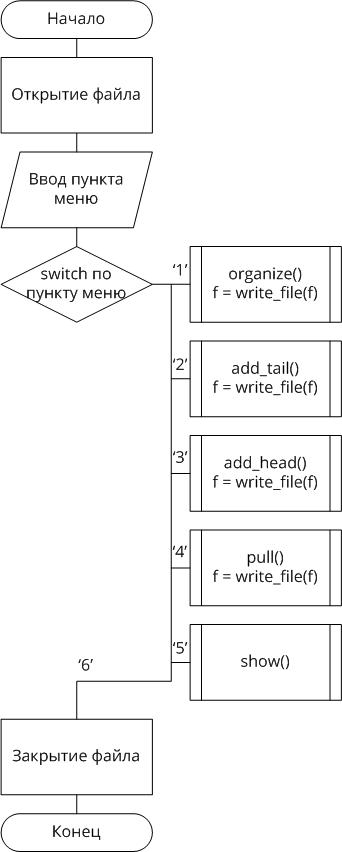 Начало
Открытие файла
Ввод пункта
меню
switch по
пункту меню
‘1’
organize()
f = write_file(f)
‘2’
add_tail()
f = write_file(f)
‘3’
add_head()
f = write_file(f)
‘4’
pull()
f = write_file(f)
‘5’
show()
‘6’
Закрытие файла
Конец